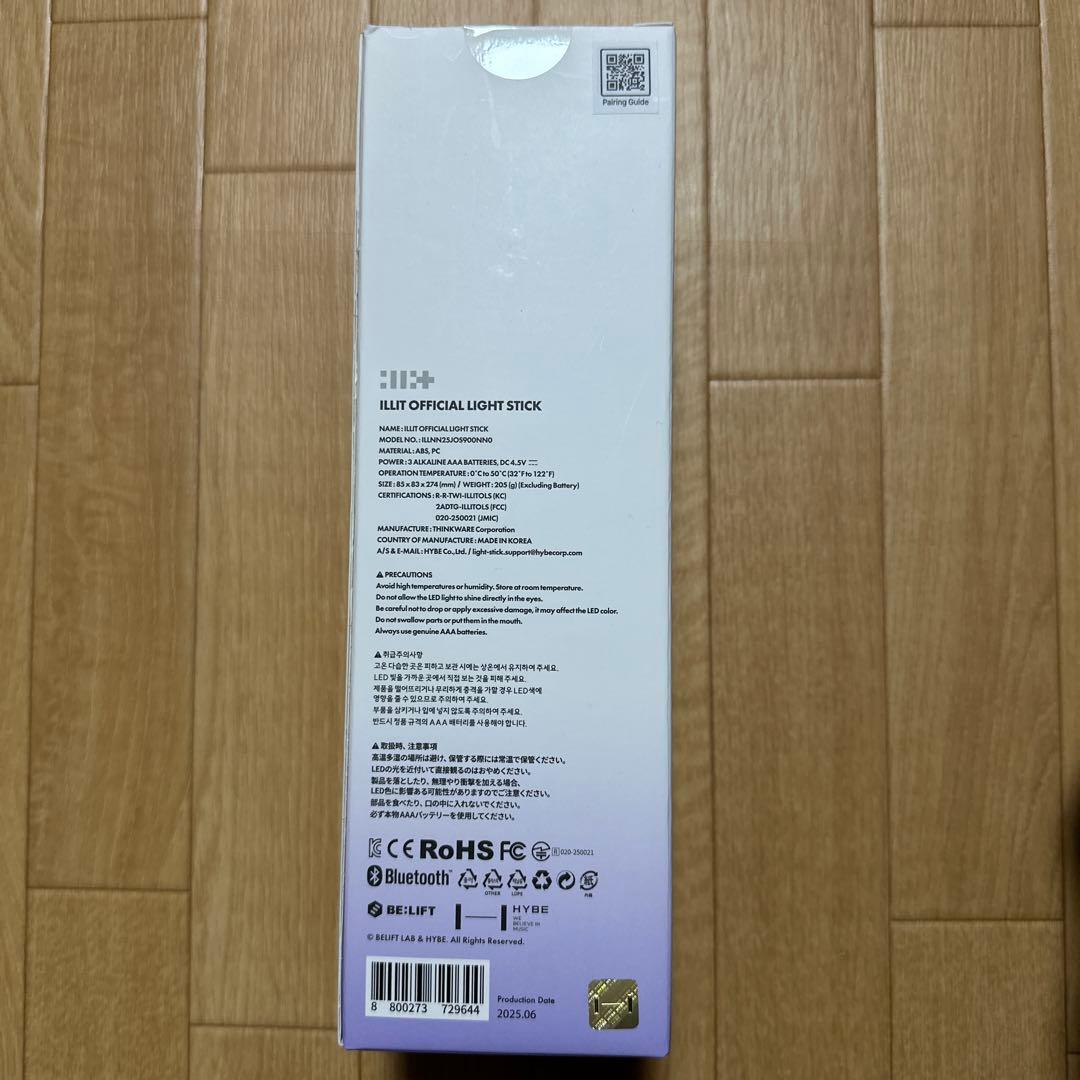 Pairing Guide
ILLIT OFFICIAL LIGHT STICK
NAME : ILLIT OFFICIAL LIGHT STICK
MODEL NO. : ILLNN25JOS900NN0
MATERIAL : ABS, PC
POWER : 3 ALKALINE AAA BATTERIES, DC 4.5V
OPERATION TEMPERATURE : 0°C to 50°C (32°F to 122°F)
SIZE : 85 x 83 x 274 (mm) / WEIGHT : 205 (g) (Excluding Battery)
CERTIFICATIONS : R-R-TWI-ILLITOLS (KC)
2ADTG-ILLITOLS (FCC)
020-250021 (JMIC)
MANUFACTURE : THINKWARE Corporation
COUNTRY OF MANUFACTURE : MADE IN KOREA
A/S & E-MAIL : HYBE Co., Ltd. / light-stick.support@hybecorp.com
⚠ PRECAUTIONS
Avoid high temperatures or humidity. Store at room temperature.
Do not allow the LED light to shine directly in the eyes.
Be careful not to drop or apply excessive damage, it may affect the LED color.
Do not swallow parts or put them in the mouth.
Always use genuine AAA batteries.
⚠ 취급주의사항
고온 다습한 곳은 피하고 보관 시에는 상온에서 유지하여 주세요.
LED 빛을 가까운 곳에서 직접 보는 것을 피해 주세요.
제품을 떨어뜨리거나 무리하게 충격을 가할 경우 LED색에
영향을 줄 수 있으므로 주의하여 주세요.
부품을 삼키거나 입에 넣지 않도록 주의하여 주세요.
반드시 정품 규격의 AAA 배터리를 사용해야 합니다.
⚠ 取扱時、注意事項
高温多湿の場所は避け、保管する際には常温で保管ください。
LEDの光を近付いて直接観るのはおやめください。
製品を落としたり、無理やり衝撃を加える場合、
LED色に影響ある可能性がありますのでご注意ください。
部品を食べたり、口の中に入れないでください。
必ず本物AAAバッテリーを使用してください。
CE RoHS FC R 020-250021
Bluetooth™
OTHER LDPE
紙
外箱
BE:LIFT HYBE
WE
BELIEVE IN
MUSIC
© BELIFT LAB & HYBE. All Rights Reserved.
8 800273 729644
Production Date
2025.06